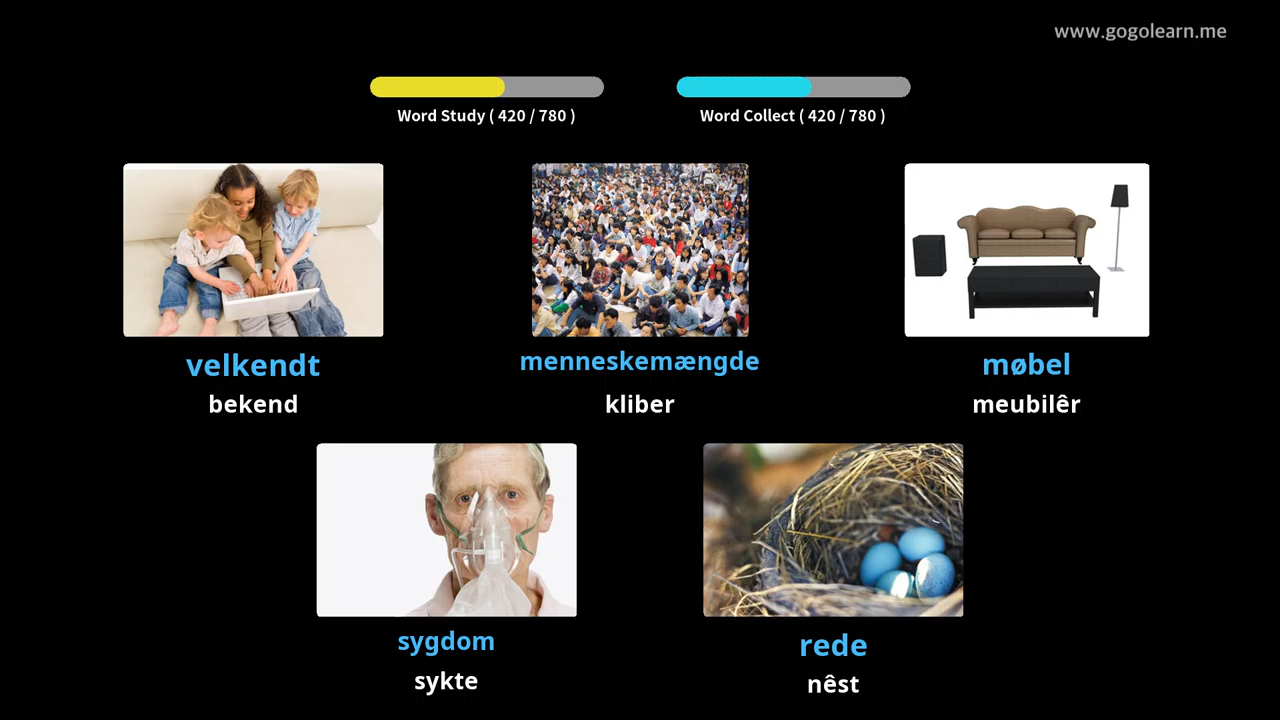 www.gogolearn.me
Word Study ( 420 / 780 )
Word Collect ( 420 / 780 )
velkendt
bekend
menneskemængde
kliber
møbel
meubilêr
sygdom
sykte
rede
nêst